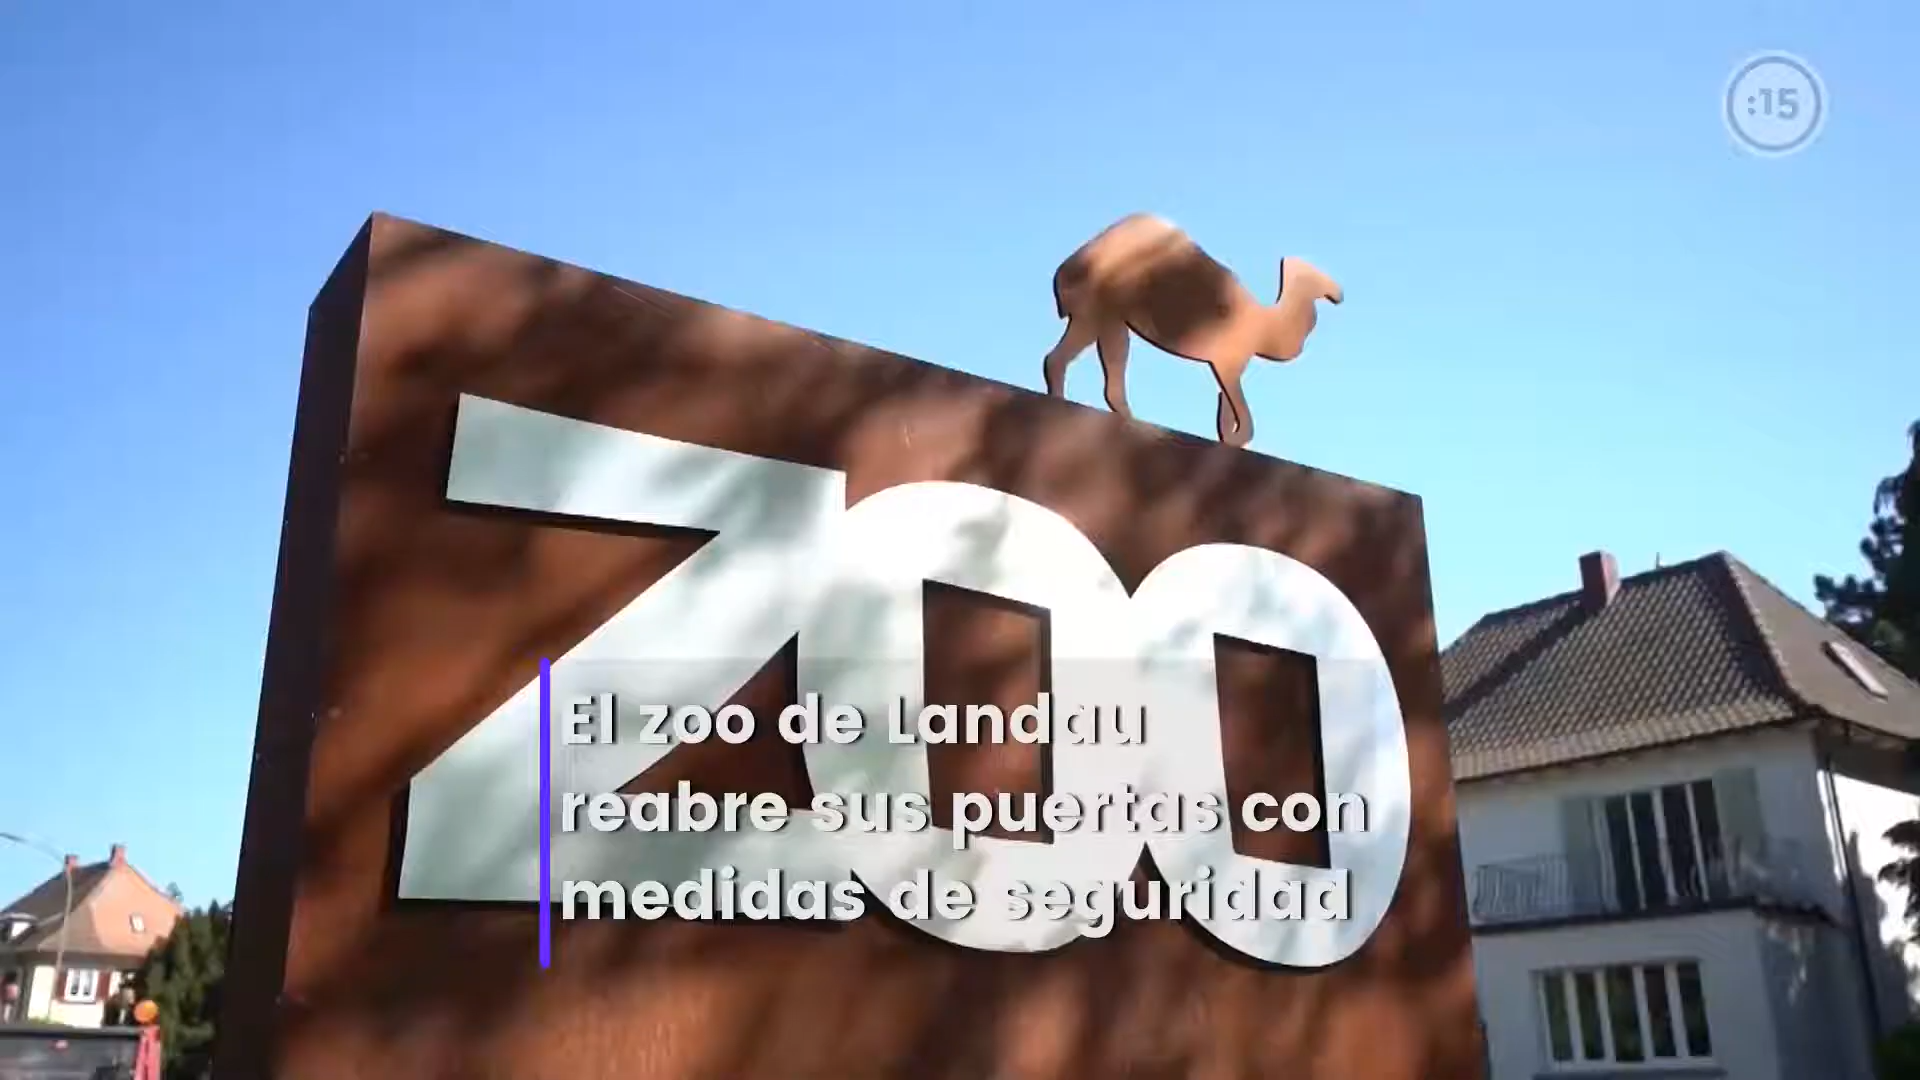 :15
ZOO
El zoo de Landau
reabre sus puertas con
medidas de seguridad